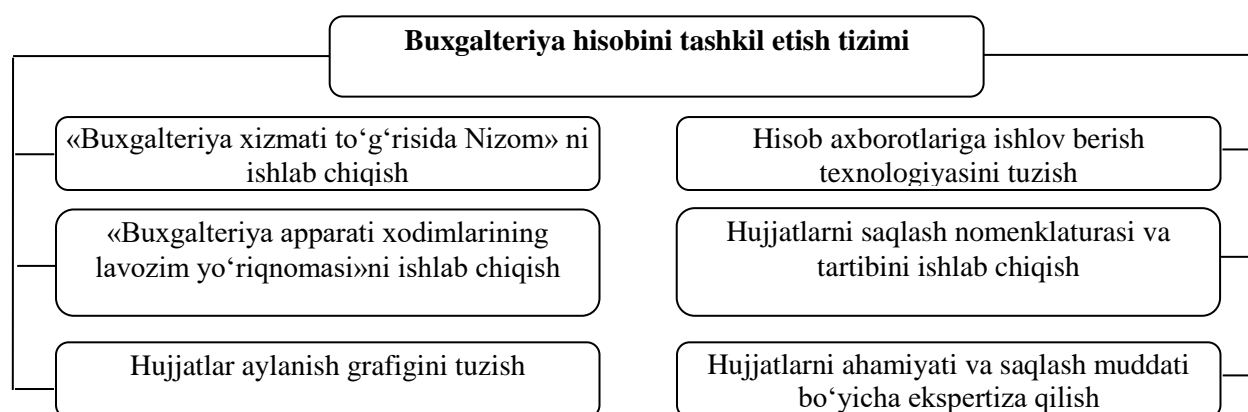 Buxgalteriya hisobini tashkil etish tizimi
«Buxgalteriya xizmati to‘g‘risida Nizom» ni
ishlab chiqish
«Buxgalteriya apparati xodimlarining
lavozim yo‘riqnomasi»ni ishlab chiqish
Hujjatlar aylanish grafigini tuzish
Hisob axborotlariga ishlov berish
texnologiyasini tuzish
Hujjatlarni saqlash nomenklaturasi va
tartibini ishlab chiqish
Hujjatlarni ahamiyati va saqlash muddati
bo‘yicha ekspertiza qilish